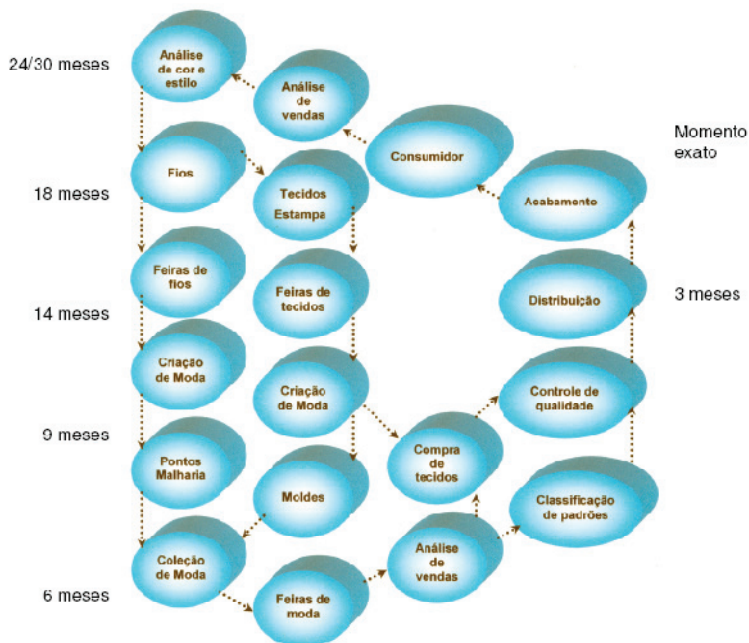 24/30 meses
Análise
de cor e
estilo
Análise
de
vendas
Consumidor
Momento
exato
Fios
Tecidos
Estampa
Acabamento
18 meses
Feiras de
fios
Feiras de
tecidos
Distribuição
3 meses
14 meses
Criação
de Moda
Criação
de Moda
Controle de
qualidade
9 meses
Pontos
Malharia
Moldes
Compra
de
tecidos
Classificação
de padrões
Coleção
de Moda
Feiras de
moda
Análise
de
vendas
6 meses